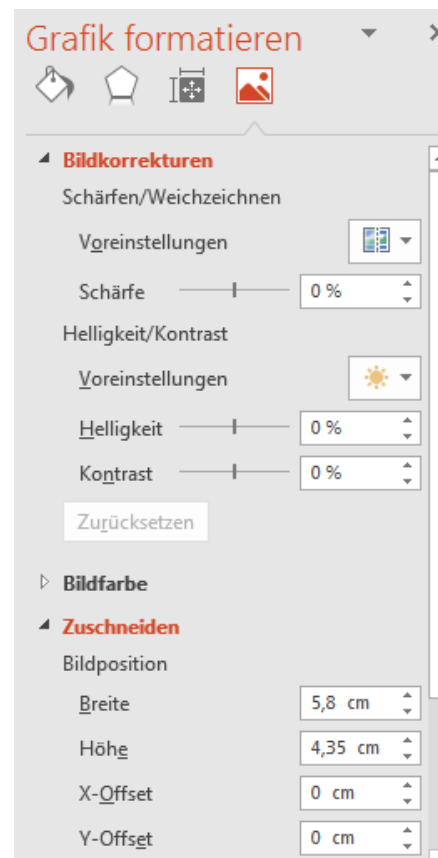 Grafik formatieren
Bildkorrekturen
Schärfen/Weichzeichnen
Voreinstellungen
Schärfe 0 %
Helligkeit/Kontrast
Voreinstellungen
Helligkeit 0 %
Kontrast 0 %
Zurücksetzen
Bildfarbe
Zuschneiden
Bildposition
Breite 5,8 cm
Höhe 4,35 cm
X-Offset 0 cm
Y-Offset 0 cm